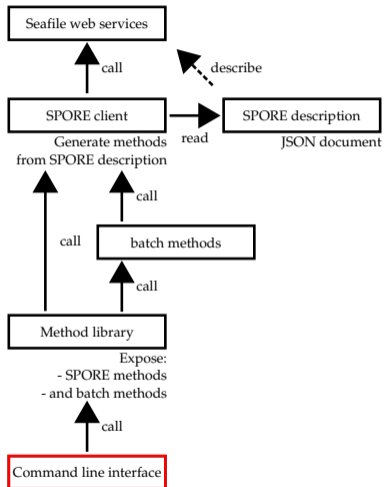 Seafile web services
call
describe
SPORE client
SPORE description
read
Generate methods
from SPORE description
JSON document
call
call
batch methods
call
Method library
Expose:
- SPORE methods
- and batch methods
call
Command line interface